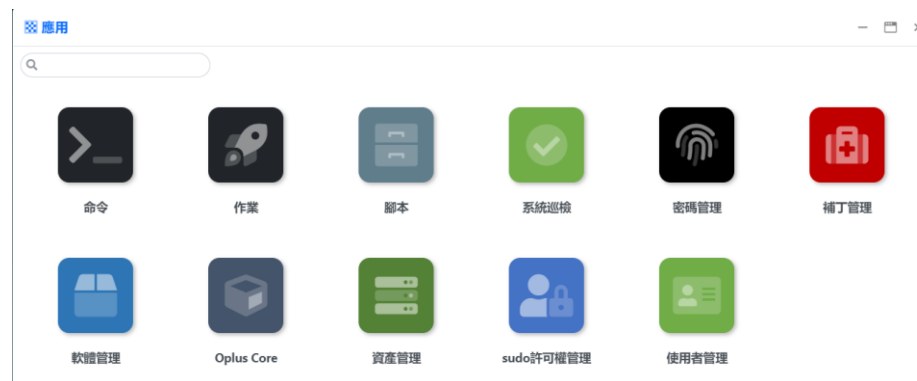 應用
命令 作業 腳本 系統巡檢 密碼管理 補丁管理
軟體管理 Oplus Core 資產管理 sudo許可權管理 使用者管理